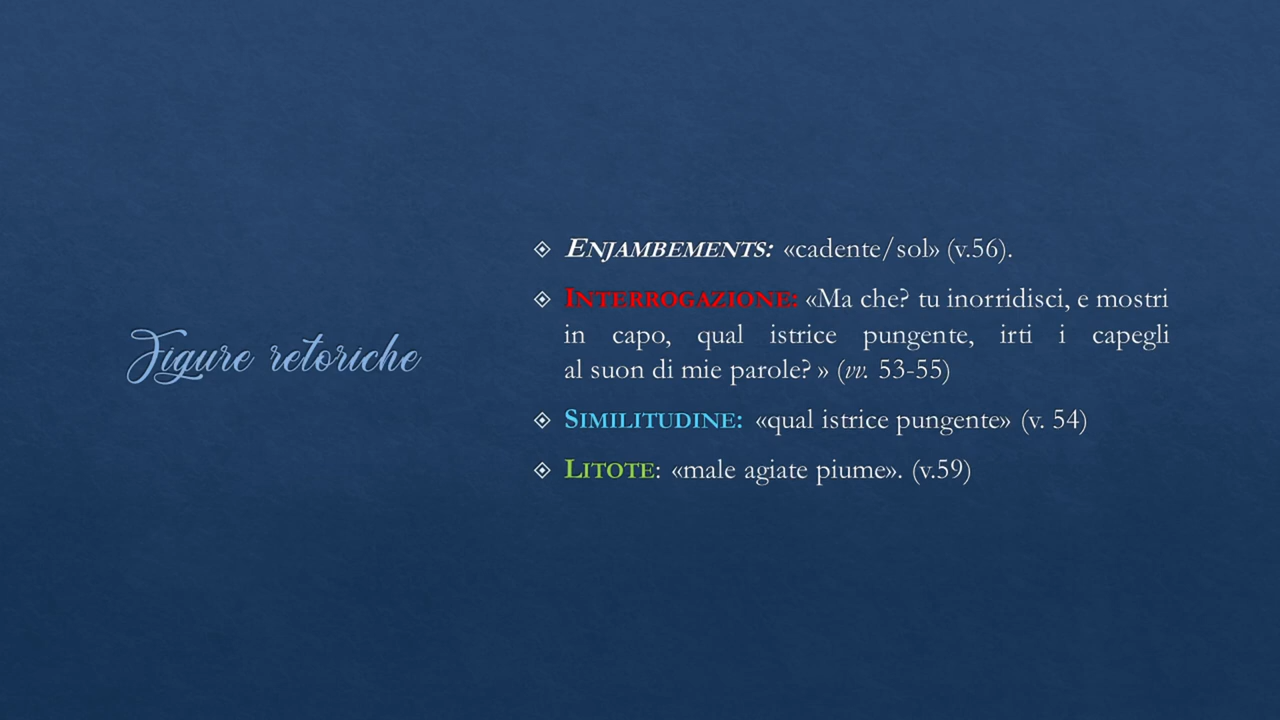 Figure retoriche
ENJAMBEMENTS: «cadente/sol» (v.56).
INTERROGAZIONE: «Ma che? tu inorridisci, e mostri
in capo, qual istrice pungente, irti i capegli
al suon di mie parole? » (vv. 53-55)
SIMILITUDINE: «qual istrice pungente» (v. 54)
LITOTE: «male agiate piume». (v.59)